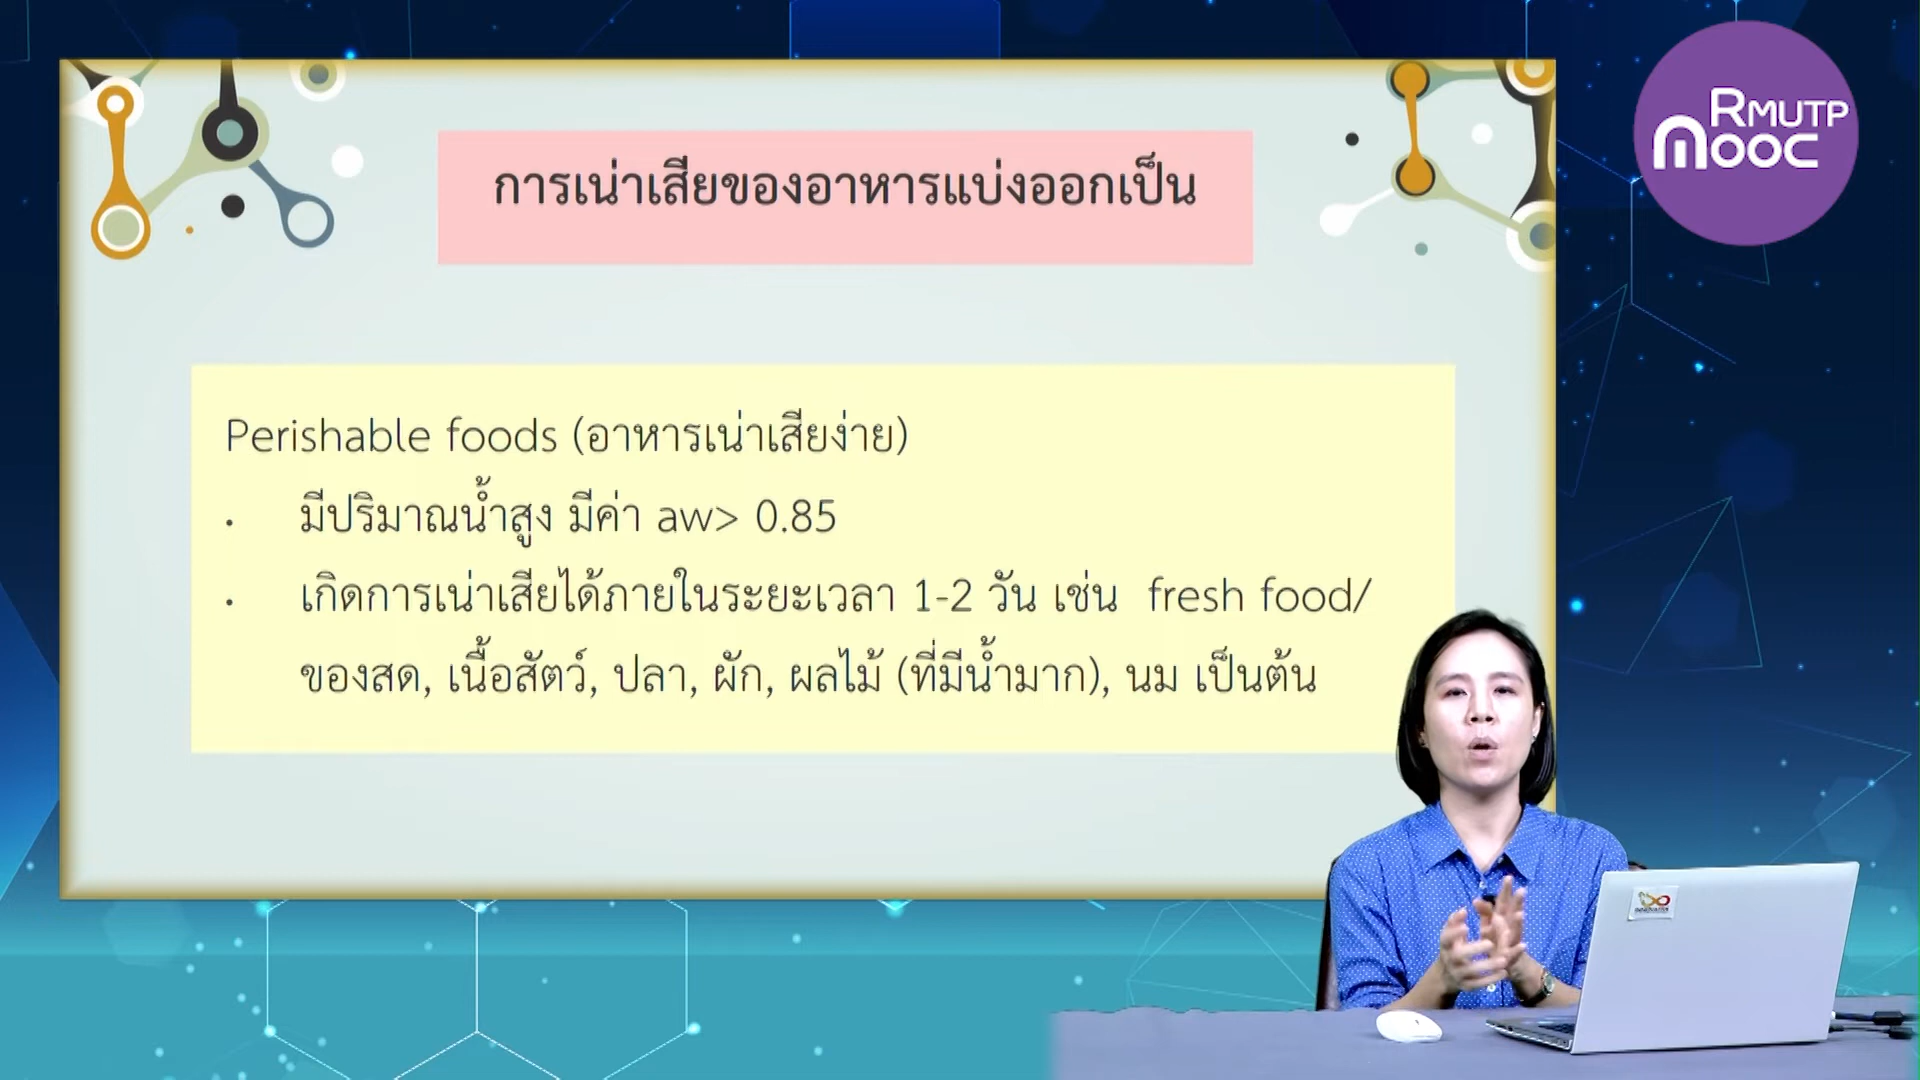 การเน่าเสียของอาหารแบ่งออกเป็น
RMUTP
MOOC
Perishable foods (อาหารเน่าเสียง่าย)
• มีปริมาณน้ำสูง มีค่า aw> 0.85
• เกิดการเน่าเสียได้ภายในระยะเวลา 1-2 วัน เช่น fresh food/
ของสด, เนื้อสัตว์, ปลา, ผัก, ผลไม้ (ที่มีน้ำมาก), นม เป็นต้น